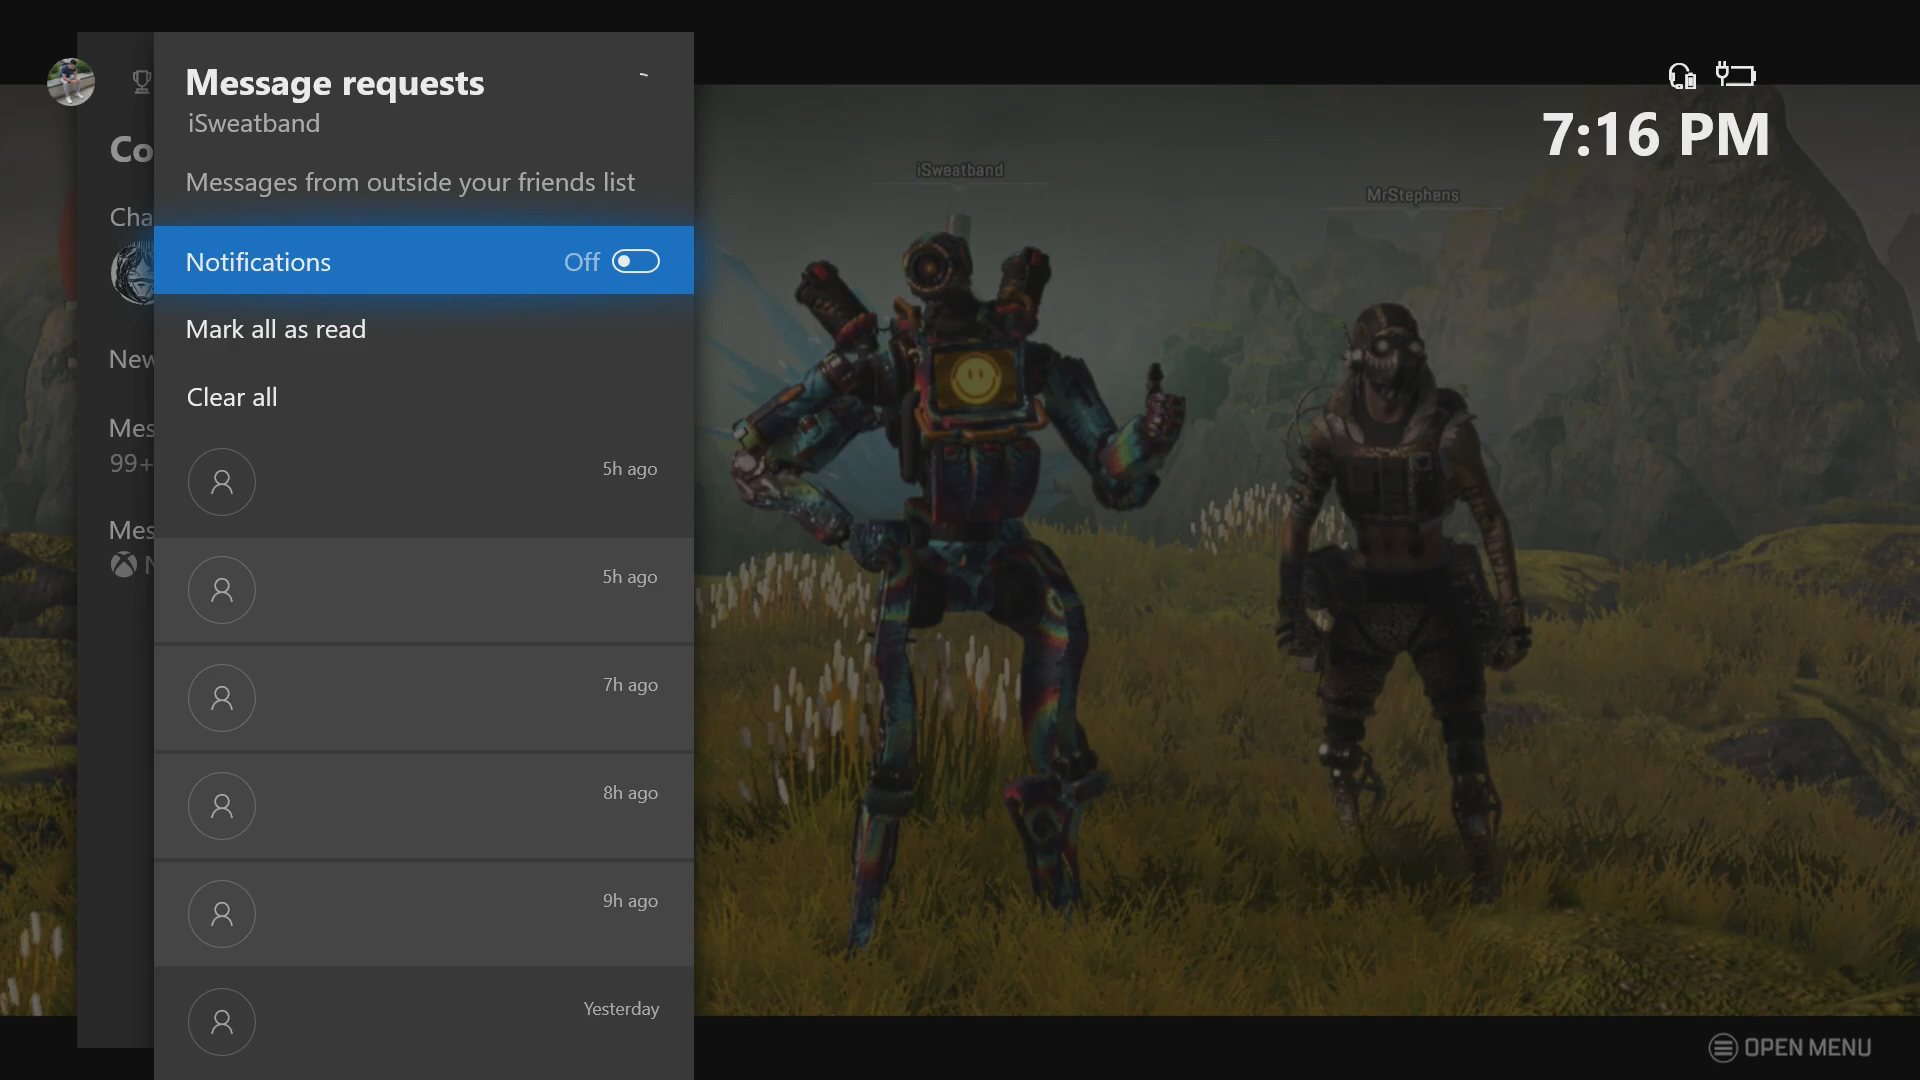 Message requests
iSweatband
Messages from outside your friends list
Notifications Off
Mark all as read
Clear all
5h ago
5h ago
7h ago
8h ago
9h ago
Yesterday
Co
Cha
New
Mes
99+
Mes
N
iSweatband
MrStephens
7:16 PM
OPEN MENU